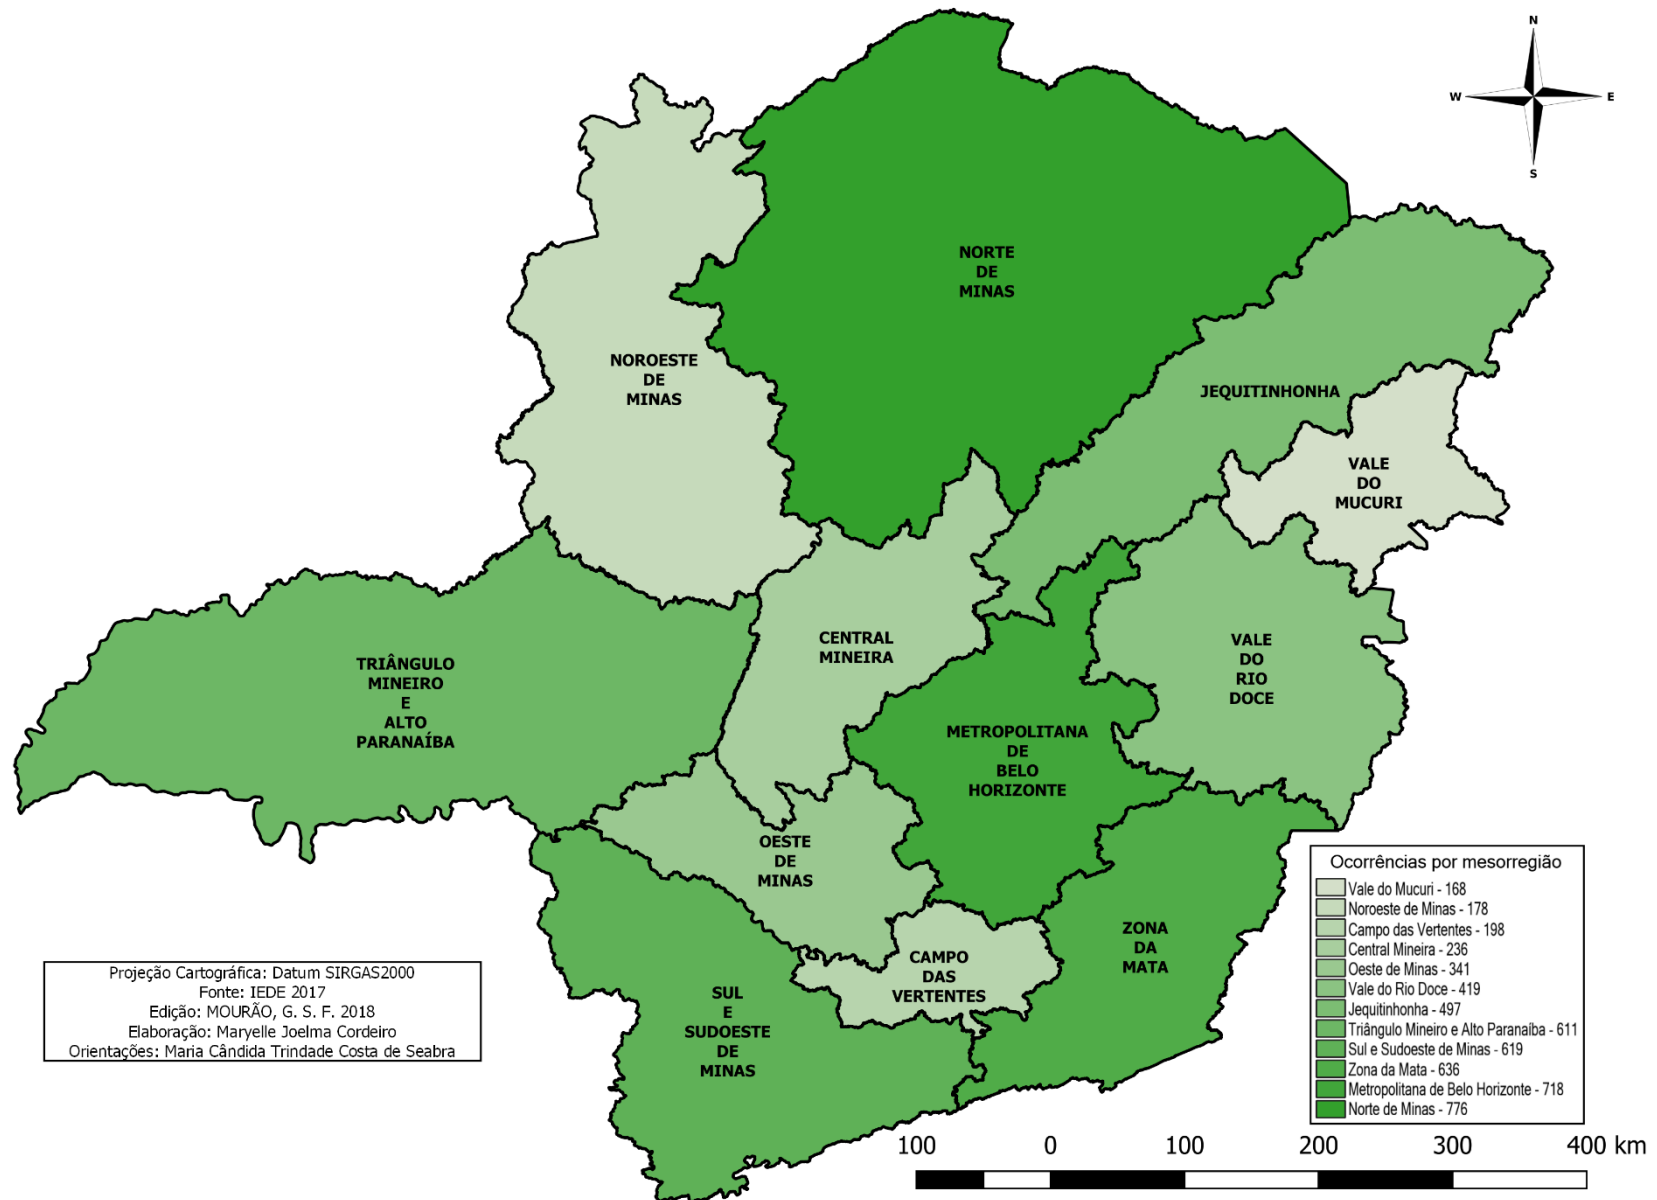 N
W
E
S
NORTE
DE
MINAS
NOROESTE
DE
MINAS
JEQUITINHONHA
VALE
DO
MUCURI
CENTRAL
MINEIRA
VALE
DO
RIO
DOCE
TRIÂNGULO
MINEIRO
E
ALTO
PARANAÍBA
METROPOLITANA
DE
BELO
HORIZONTE
OESTE
DE
MINAS
ZONA
DA
MATA
CAMPO
DAS
VERTENTES
SUL
E
SUDOESTE
DE
MINAS
Projeção Cartográfica: Datum SIRGAS2000
Fonte: IEDE 2017
Edição: MOURÃO, G. S. F. 2018
Elaboração: Maryelle Joelma Cordeiro
Orientações: Maria Cândida Trindade Costa de Seabra
Ocorrências por mesorregião
Vale do Mucuri - 168
Noroeste de Minas - 178
Campo das Vertentes - 198
Central Mineira - 236
Oeste de Minas - 341
Vale do Rio Doce - 419
Jequitinhonha - 497
Triângulo Mineiro e Alto Paranaíba - 611
Sul e Sudoeste de Minas - 619
Zona da Mata - 636
Metropolitana de Belo Horizonte - 718
Norte de Minas - 776
100 0 100 200 300 400 km